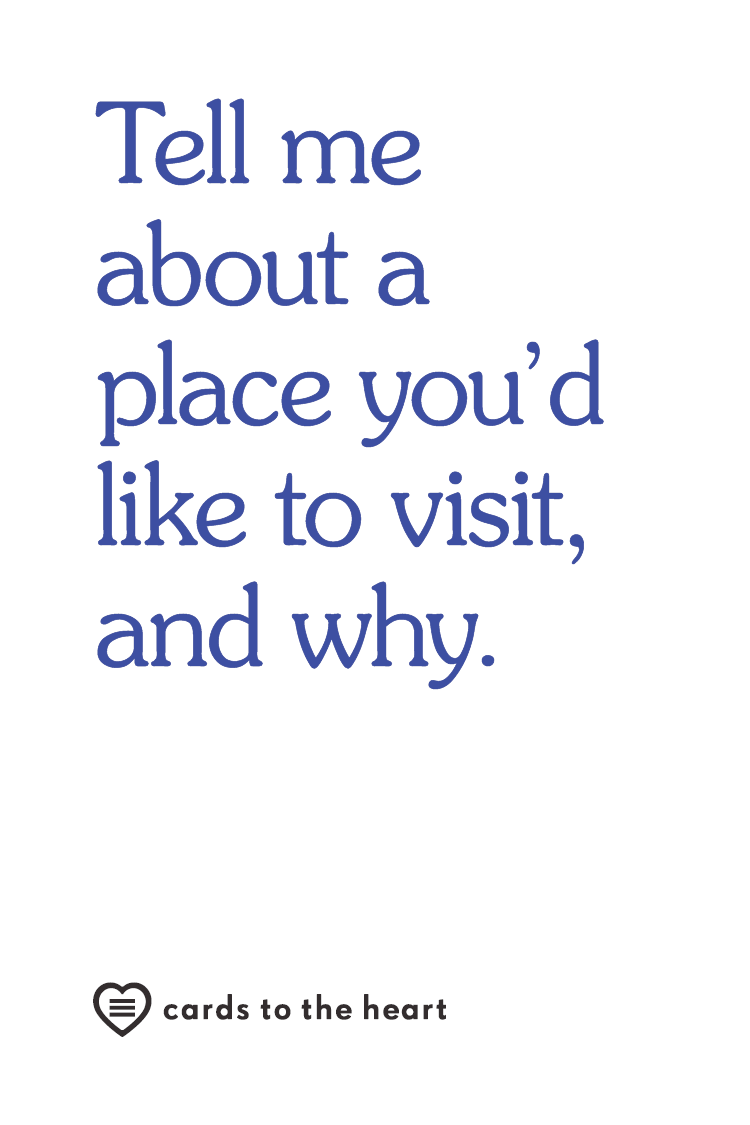 Tell me
about a
place you’d
like to visit,
and why.
cards to the heart